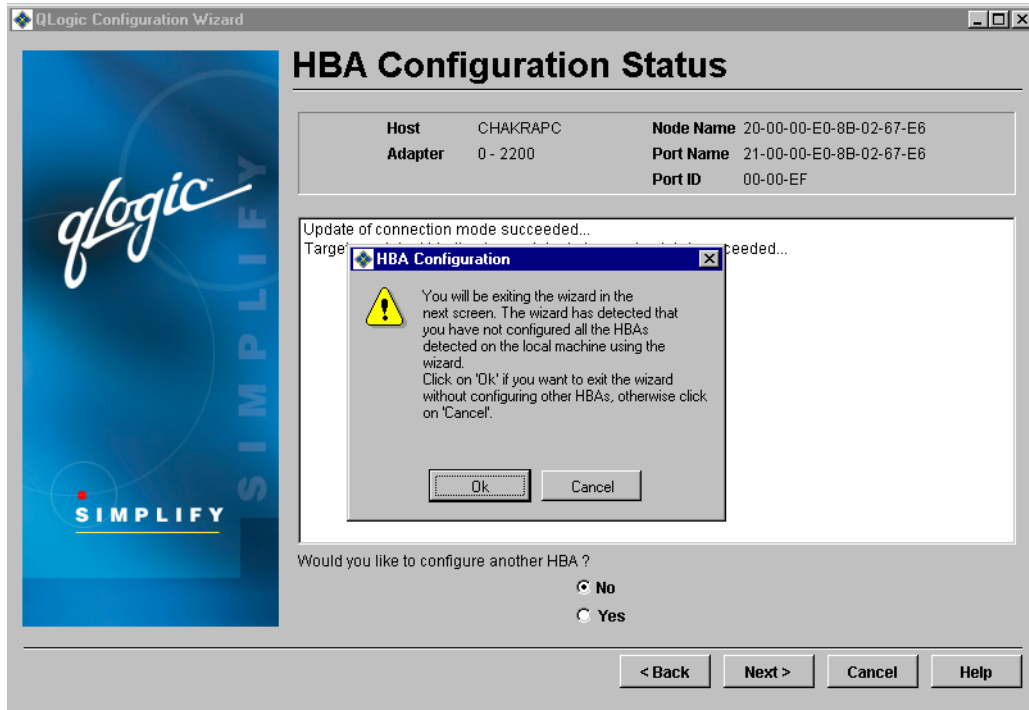 QLogic Configuration Wizard
HBA Configuration Status
Host CHAKRAPC Node Name 20-00-00-E0-8B-02-67-E6
Adapter 0 - 2200 Port Name 21-00-00-E0-8B-02-67-E6
Port ID 00-00-EF
qlogic
SIMPLIFY
SIMPLIFY
Update of connection mode succeeded...
HBA Configuration
You will be exiting the wizard in the
next screen. The wizard has detected that
you have not configured all the HBAs
detected on the local machine using the
wizard.
Click on 'Ok' if you want to exit the wizard
without configuring other HBAs, otherwise click
on 'Cancel'.
Ok Cancel
Would you like to configure another HBA ?
No
Yes
< Back Next > Cancel Help